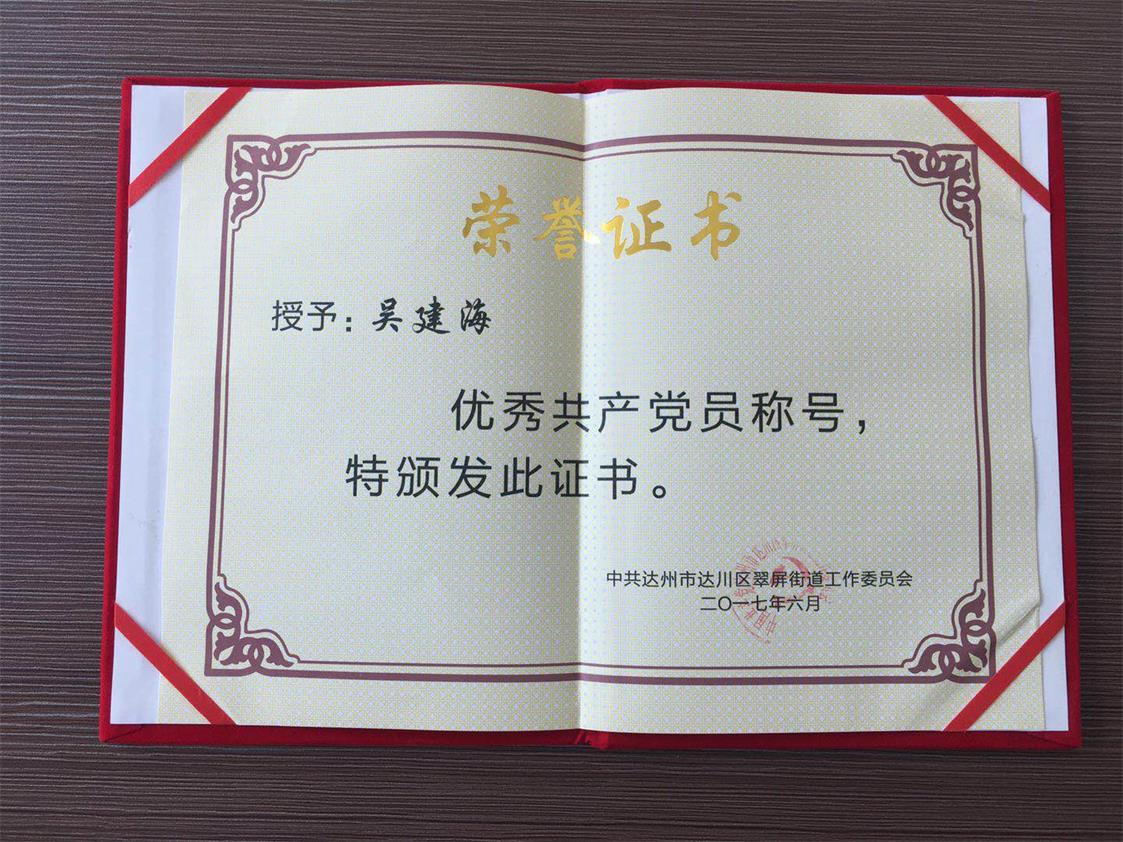 荣誉证书
授予：吴建海
优秀共产党员称号，
特颁发此证书。
中共达州市达川区翠屏街道工作委员会
二〇一七年六月